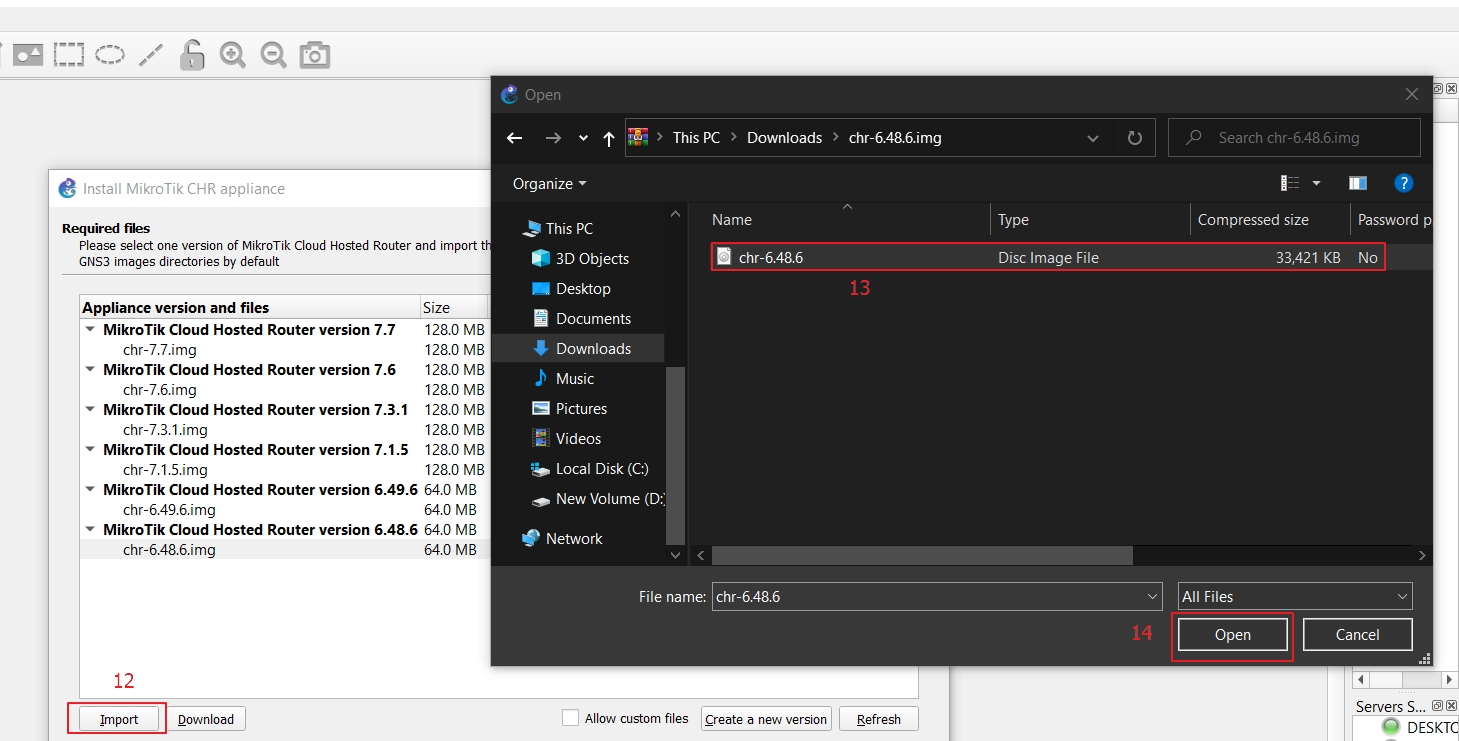 Open
This PC > Downloads > chr-6.48.6.img
Search chr-6.48.6.img
Organize
?
Name Type Compressed size Password p
chr-6.48.6 Disc Image File 33,421 KB No
13
This PC
3D Objects
Desktop
Documents
Downloads
Music
Pictures
Videos
Local Disk (C:)
New Volume (D:)
Network
File name: chr-6.48.6 All Files
14 Open Cancel
Install MikroTik CHR appliance
Required files
Please select one version of MikroTik Cloud Hosted Router and import th
GNS3 images directories by default
Appliance version and files Size
MikroTik Cloud Hosted Router version 7.7 128.0 MB
chr-7.7.img 128.0 MB
MikroTik Cloud Hosted Router version 7.6 128.0 MB
chr-7.6.img 128.0 MB
MikroTik Cloud Hosted Router version 7.3.1 128.0 MB
chr-7.3.1.img 128.0 MB
MikroTik Cloud Hosted Router version 7.1.5 128.0 MB
chr-7.1.5.img 128.0 MB
MikroTik Cloud Hosted Router version 6.49.6 64.0 MB
chr-6.49.6.img 64.0 MB
MikroTik Cloud Hosted Router version 6.48.6 64.0 MB
chr-6.48.6.img 64.0 MB
12
Import Download Allow custom files Create a new version Refresh
Servers S...
DESKTO